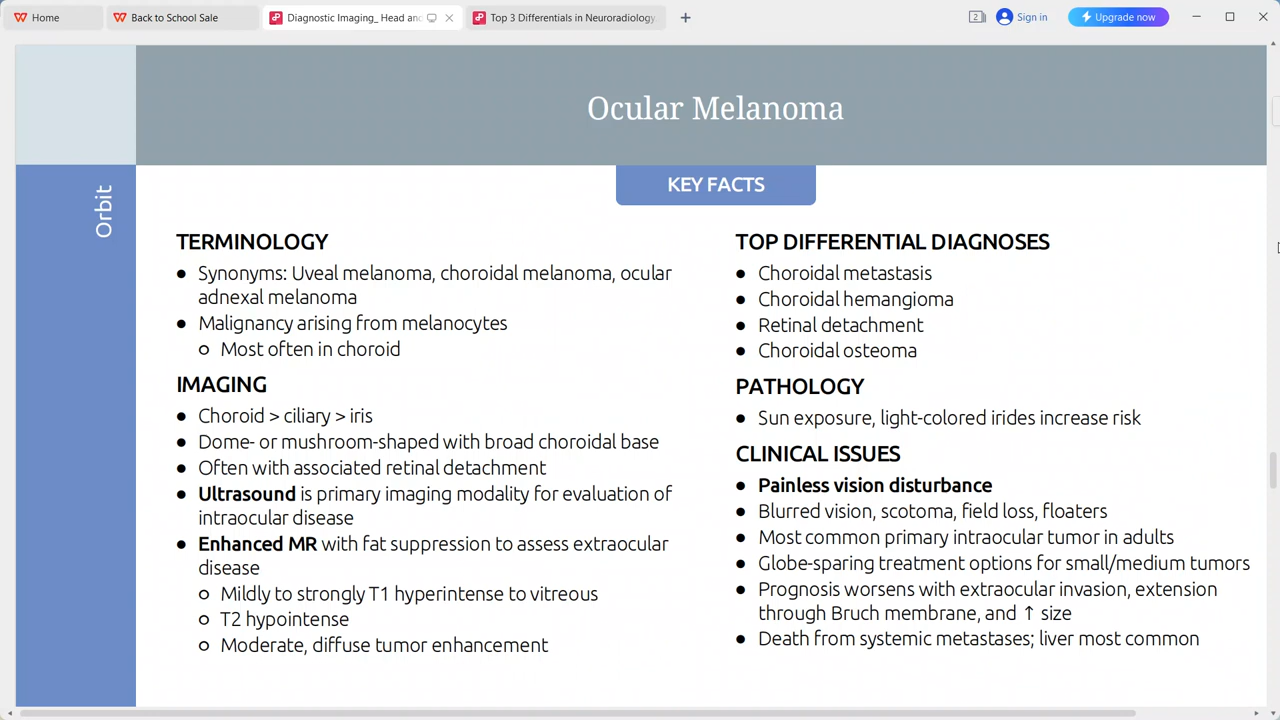 Home
Back to School Sale
Diagnostic Imaging_ Head and
Top 3 Differentials in Neuroradiology
2
Sign in
Upgrade now
Ocular Melanoma
Orbit
KEY FACTS
TERMINOLOGY
● Synonyms: Uveal melanoma, choroidal melanoma, ocular
adnexal melanoma
● Malignancy arising from melanocytes
○ Most often in choroid
IMAGING
● Choroid > ciliary > iris
● Dome- or mushroom-shaped with broad choroidal base
● Often with associated retinal detachment
● Ultrasound is primary imaging modality for evaluation of
intraocular disease
● Enhanced MR with fat suppression to assess extraocular
disease
○ Mildly to strongly T1 hyperintense to vitreous
○ T2 hypointense
○ Moderate, diffuse tumor enhancement
TOP DIFFERENTIAL DIAGNOSES
● Choroidal metastasis
● Choroidal hemangioma
● Retinal detachment
● Choroidal osteoma
PATHOLOGY
● Sun exposure, light-colored irides increase risk
CLINICAL ISSUES
● Painless vision disturbance
● Blurred vision, scotoma, field loss, floaters
● Most common primary intraocular tumor in adults
● Globe-sparing treatment options for small/medium tumors
● Prognosis worsens with extraocular invasion, extension
through Bruch membrane, and ↑ size
● Death from systemic metastases; liver most common